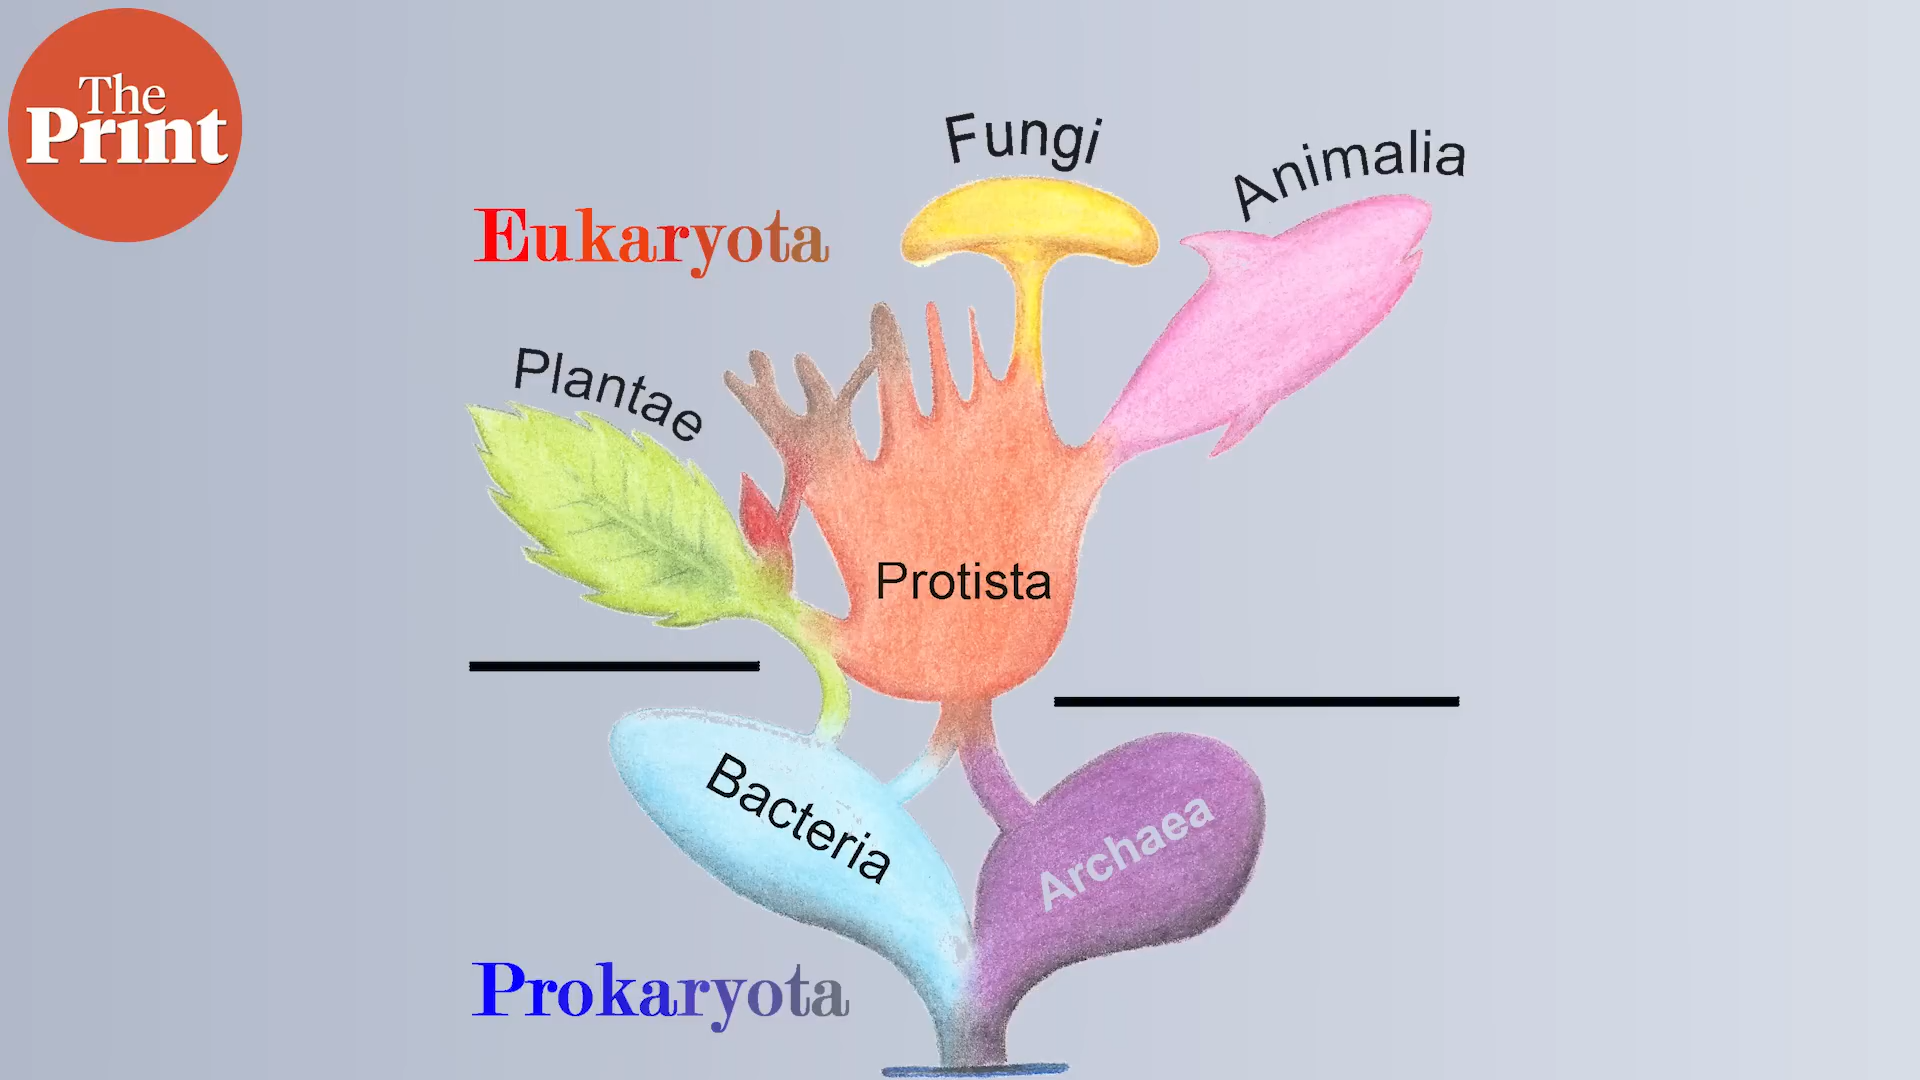 The
Print
Fungi
Animalia
Eukaryota
Plantae
Protista
Bacteria
Archaea
Prokaryota